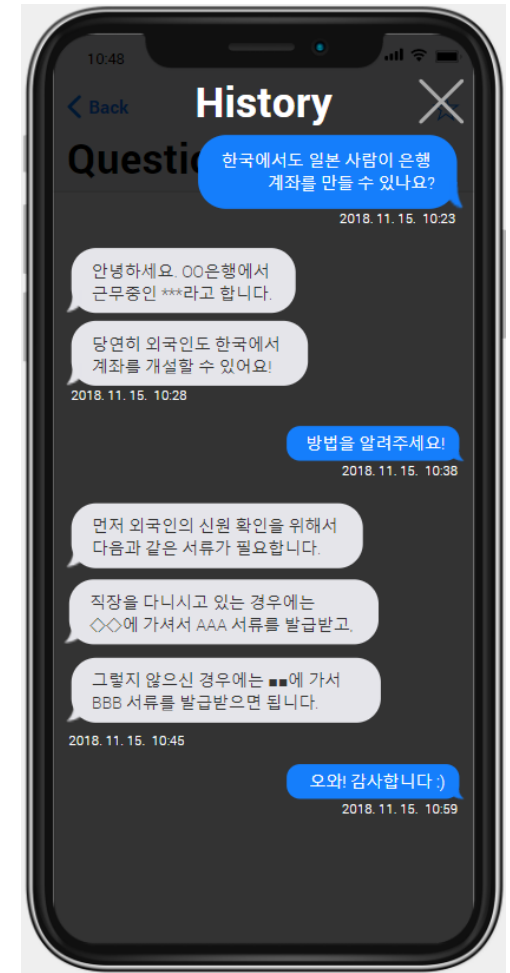 10:48
Back
History
Questio
한국에서도 일본 사람이 은행
계좌를 만들 수 있나요?
2018. 11. 15. 10:23
안녕하세요. OO은행에서
근무중인 ***라고 합니다.
당연히 외국인도 한국에서
계좌를 개설할 수 있어요!
2018. 11. 15. 10:28
방법을 알려주세요!
2018. 11. 15. 10:38
먼저 외국인의 신원 확인을 위해서
다음과 같은 서류가 필요합니다.
직장을 다니시고 있는 경우에는
◇◇에 가셔서 AAA 서류를 발급받고,
그렇지 않으신 경우에는 ■■에 가서
BBB 서류를 발급받으면 됩니다.
2018. 11. 15. 10:45
오와! 감사합니다 :)
2018. 11. 15. 10:59